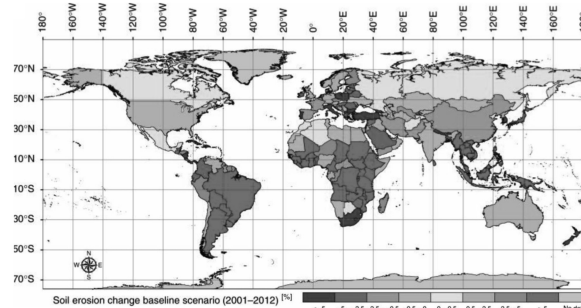 180° 160°W 140°W 120°W 100°W 80°W 60°W 40°W 20°W 0° 20°E 40°E 60°E 80°E 100°E 120°E 140°E 160°E 180°
70°N
50°N
30°N
10°N
10°S
30°S
50°S
70°S
N
W E
S
Soil erosion change baseline scenario (2001–2012) [%]